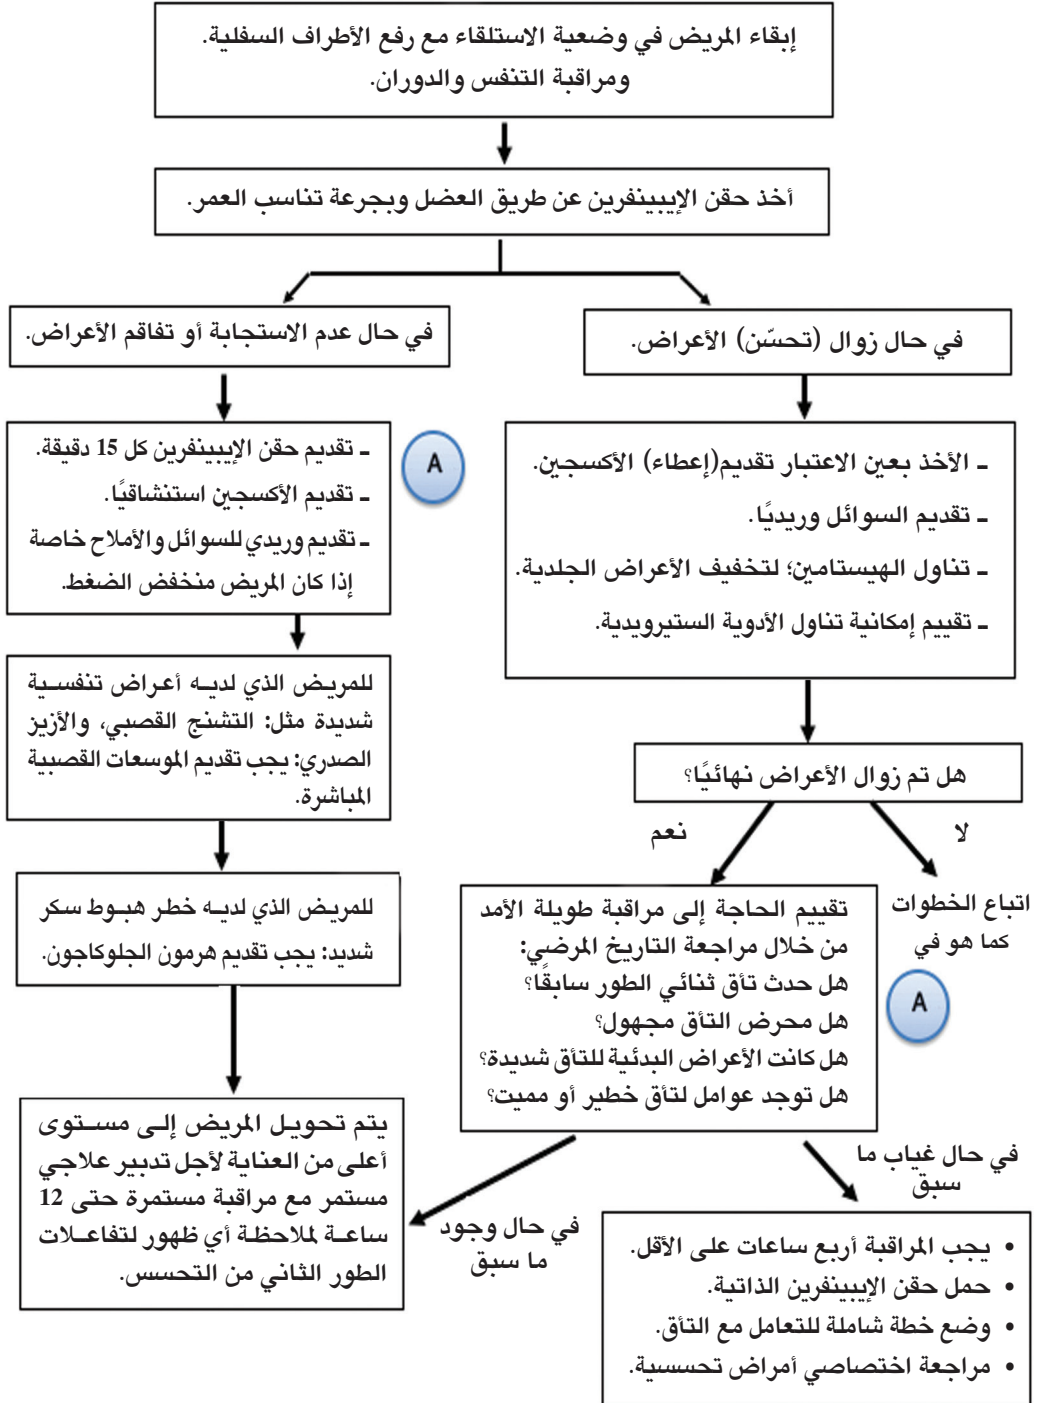 إبقاء المريض في وضعية الاستلقاء مع رفع الأطراف السفلية.
ومراقبة التنفس والدوران.
أخذ حقن الإيبينفرين عن طريق العضل وبجرعة تناسب العمر.
في حال زوال (تحسّن) الأعراض.
في حال عدم الاستجابة أو تفاقم الأعراض.
ـ الأخذ بعين الاعتبار تقديم(إعطاء) الأكسجين.
ـ تقديم السوائل وريديًا.
ـ تناول الهيستامين؛ لتخفيف الأعراض الجلدية.
ـ تقييم إمكانية تناول الأدوية الستيرويدية.
A
ـ تقديم حقن الإيبينفرين كل 15 دقيقة.
ـ تقديم الأكسجين استنشاقيًا.
ـ تقديم وريدي للسوائل والأملاح خاصة
إذا كان المريض منخفض الضغط.
للمريض الذي لديه أعراض تنفسية
شديدة مثل: التشنج القصبي، والأزيز
الصدري: يجب تقديم الموسعات القصبية
المباشرة.
هل تم زوال الأعراض نهائيًا؟
لا
نعم
اتباع الخطوات
كما هو في
A
تقييم الحاجة إلى مراقبة طويلة الأمد
من خلال مراجعة التاريخ المرضي:
هل حدث تأق ثنائي الطور سابقًا؟
هل محرض التأق مجهول؟
هل كانت الأعراض البدئية للتأق شديدة؟
هل توجد عوامل لتأق خطير أو مميت؟
للمريض الذي لديه خطر هبوط سكر
شديد: يجب تقديم هرمون الجلوكاجون.
يتم تحويل المريض إلى مستوى
أعلى من العناية لأجل تدبير علاجي
مستمر مع مراقبة مستمرة حتى 12
ساعة لملاحظة أي ظهور لتفاعلات
الطور الثاني من التحسس.
في حال غياب ما
سبق
في حال وجود
ما سبق
• يجب المراقبة أربع ساعات على الأقل.
• حمل حقن الإيبينفرين الذاتية.
• وضع خطة شاملة للتعامل مع التأق.
• مراجعة اختصاصي أمراض تحسسية.